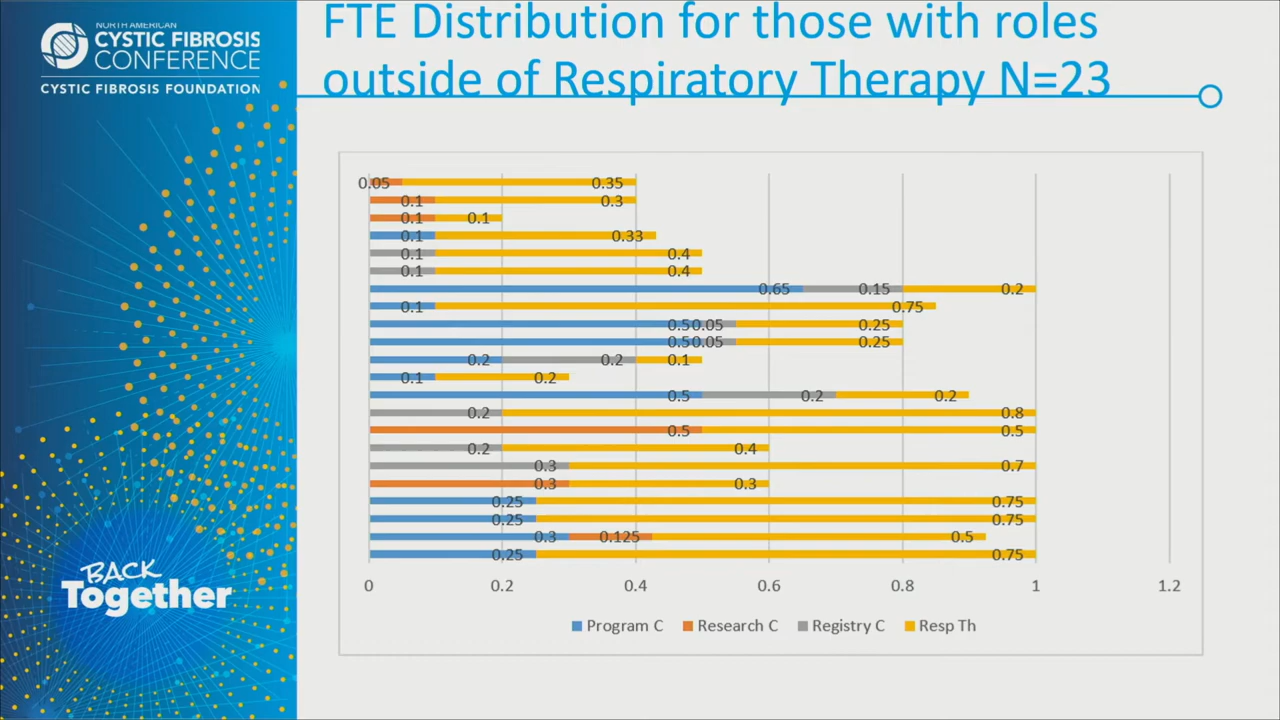 NORTH AMERICAN
CYSTIC FIBROSIS
CONFERENCE
CYSTIC FIBROSIS FOUNDATION
BACK
Together
FTE Distribution for those with roles
outside of Respiratory Therapy N=23
0.05 0.35
0.1 0.3
0.1 0.1
0.1 0.33
0.1 0.4
0.1 0.4
0.65 0.15 0.2
0.1 0.75
0.5 0.05 0.25
0.5 0.05 0.25
0.2 0.2 0.1
0.1 0.2
0.5 0.2 0.2
0.2 0.8
0.5 0.5
0.2 0.4
0.3 0.7
0.3 0.3
0.25 0.75
0.25 0.75
0.3 0.125 0.5
0.25 0.75
0 0.2 0.4 0.6 0.8 1 1.2
Program C Research C Registry C Resp Th